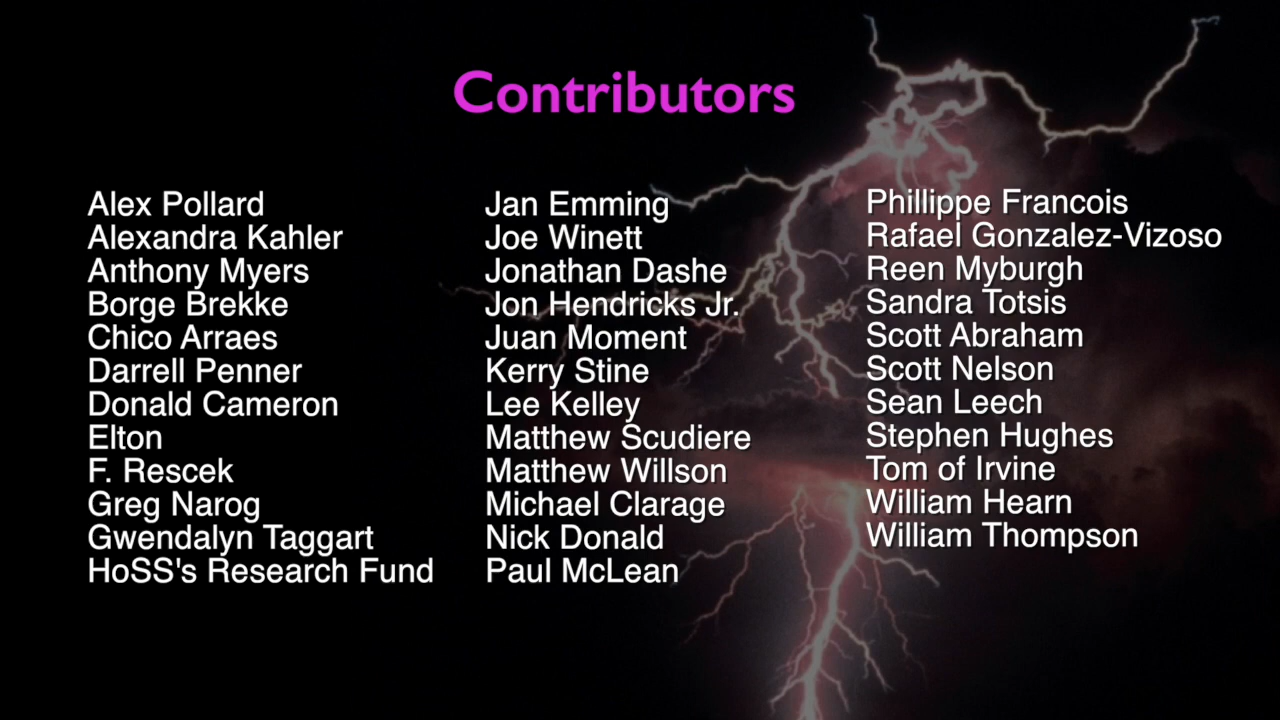 Contributors
Alex Pollard
Alexandra Kahler
Anthony Myers
Borge Brekke
Chico Arraes
Darrell Penner
Donald Cameron
Elton
F. Rescek
Greg Narog
Gwendalyn Taggart
HoSS's Research Fund
Jan Emming
Joe Winett
Jonathan Dashe
Jon Hendricks Jr.
Juan Moment
Kerry Stine
Lee Kelley
Matthew Scudiere
Matthew Willson
Michael Clarage
Nick Donald
Paul McLean
Phillippe Francois
Rafael Gonzalez-Vizoso
Reen Myburgh
Sandra Totsis
Scott Abraham
Scott Nelson
Sean Leech
Stephen Hughes
Tom of Irvine
William Hearn
William Thompson